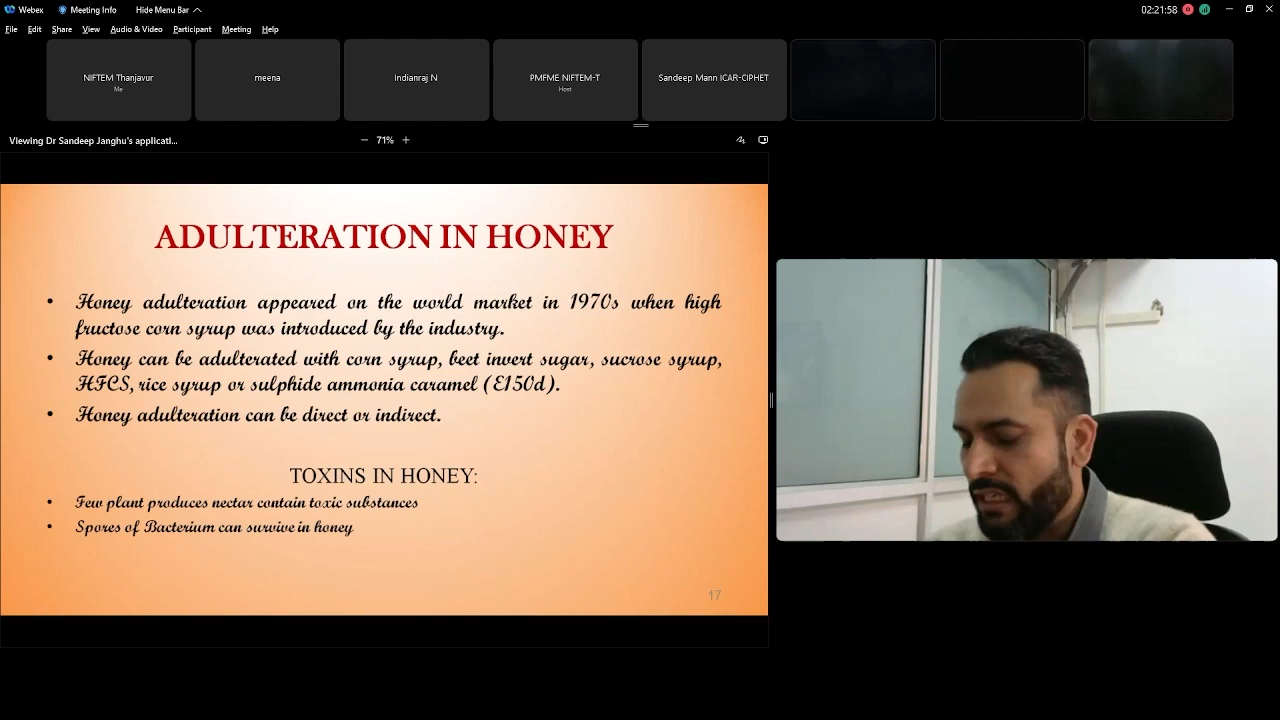 Webex
Meeting Info
Hide Menu Bar
02:21:58
File Edit Share View Audio & Video Participant Meeting Help
NIFTEM Thanjavur
Me
meena
Indianraj N
PMFME NIFTEM-T
Host
Sandeep Mann ICAR-CIPHET
Viewing Dr Sandeep Janghu's applicati...
71%
ADULTERATION IN HONEY
• Honey adulteration appeared on the world market in 1970s when high
fructose corn syrup was introduced by the industry.
• Honey can be adulterated with corn syrup, beet invert sugar, sucrose syrup,
HFCS, rice syrup or sulphide ammonia caramel (E150d).
• Honey adulteration can be direct or indirect.
TOXINS IN HONEY:
• Few plant produces nectar contain toxic substances
• Spores of Bacterium can survive in honey
17